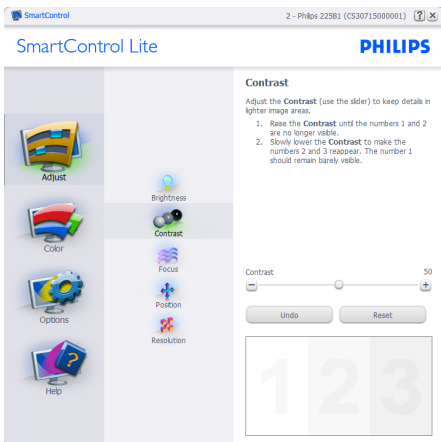 SmartControl
2 - Philips 225B1 (CS30715000001)
? ×
SmartControl Lite
PHILIPS
Adjust
Color
Options
Help
Brightness
Contrast
Focus
Position
Resolution
Contrast
Adjust the Contrast (use the slider) to keep details in
lighter image areas.
1. Raise the Contrast until the numbers 1 and 2
are no longer visible.
2. Slowly lower the Contrast to make the
numbers 2 and 3 reappear. The number 1
should remain barely visible.
Contrast 50
Undo Reset
1 2 3